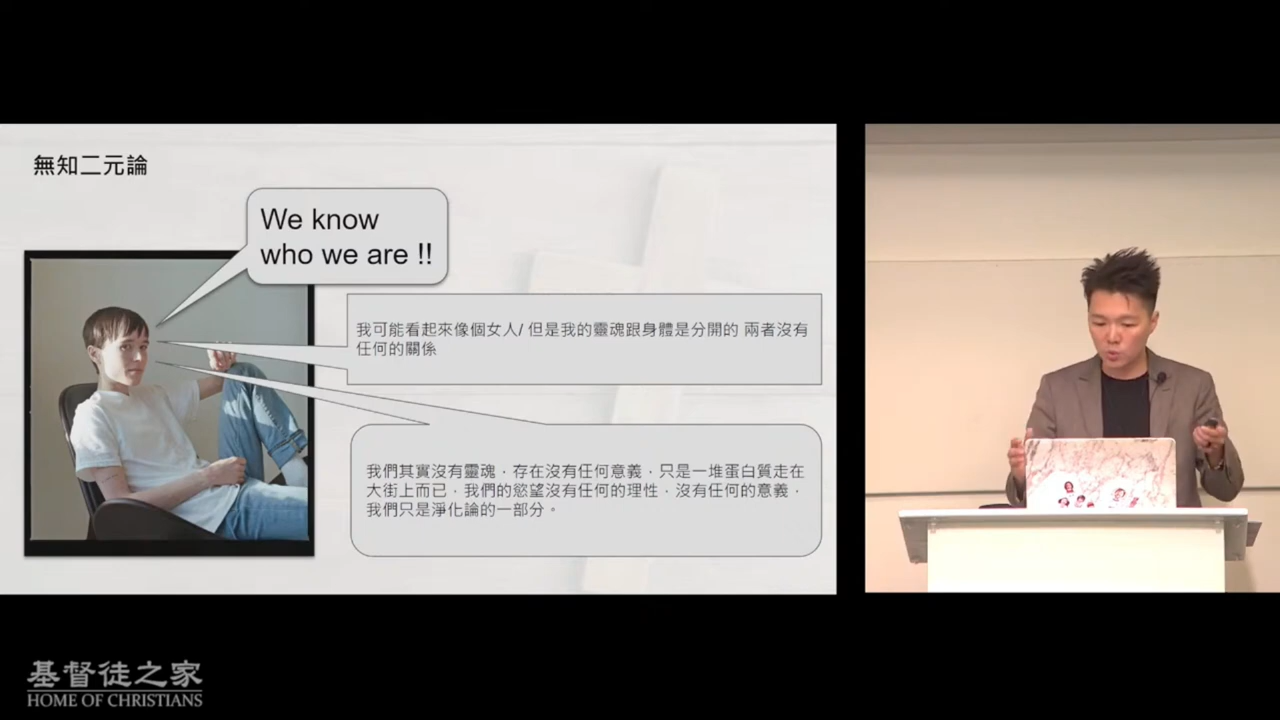 無知二元論
We know
who we are !!
我可能看起來像個女人/ 但是我的靈魂跟身體是分開的 兩者沒有
任何的關係
我們其實沒有靈魂，存在沒有任何意義，只是一堆蛋白質走在
大街上而已，我們的慾望沒有任何的理性，沒有任何的意義，
我們只是淨化論的一部分。
基督徒之家
HOME OF CHRISTIANS